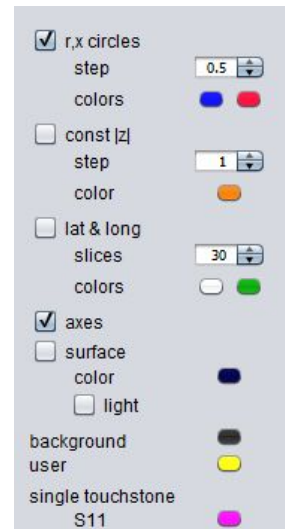 r,x circles
step 0.5
colors
const |z|
step 1
color
lat & long
slices 30
colors
axes
surface
color
light
background
user
single touchstone
S11